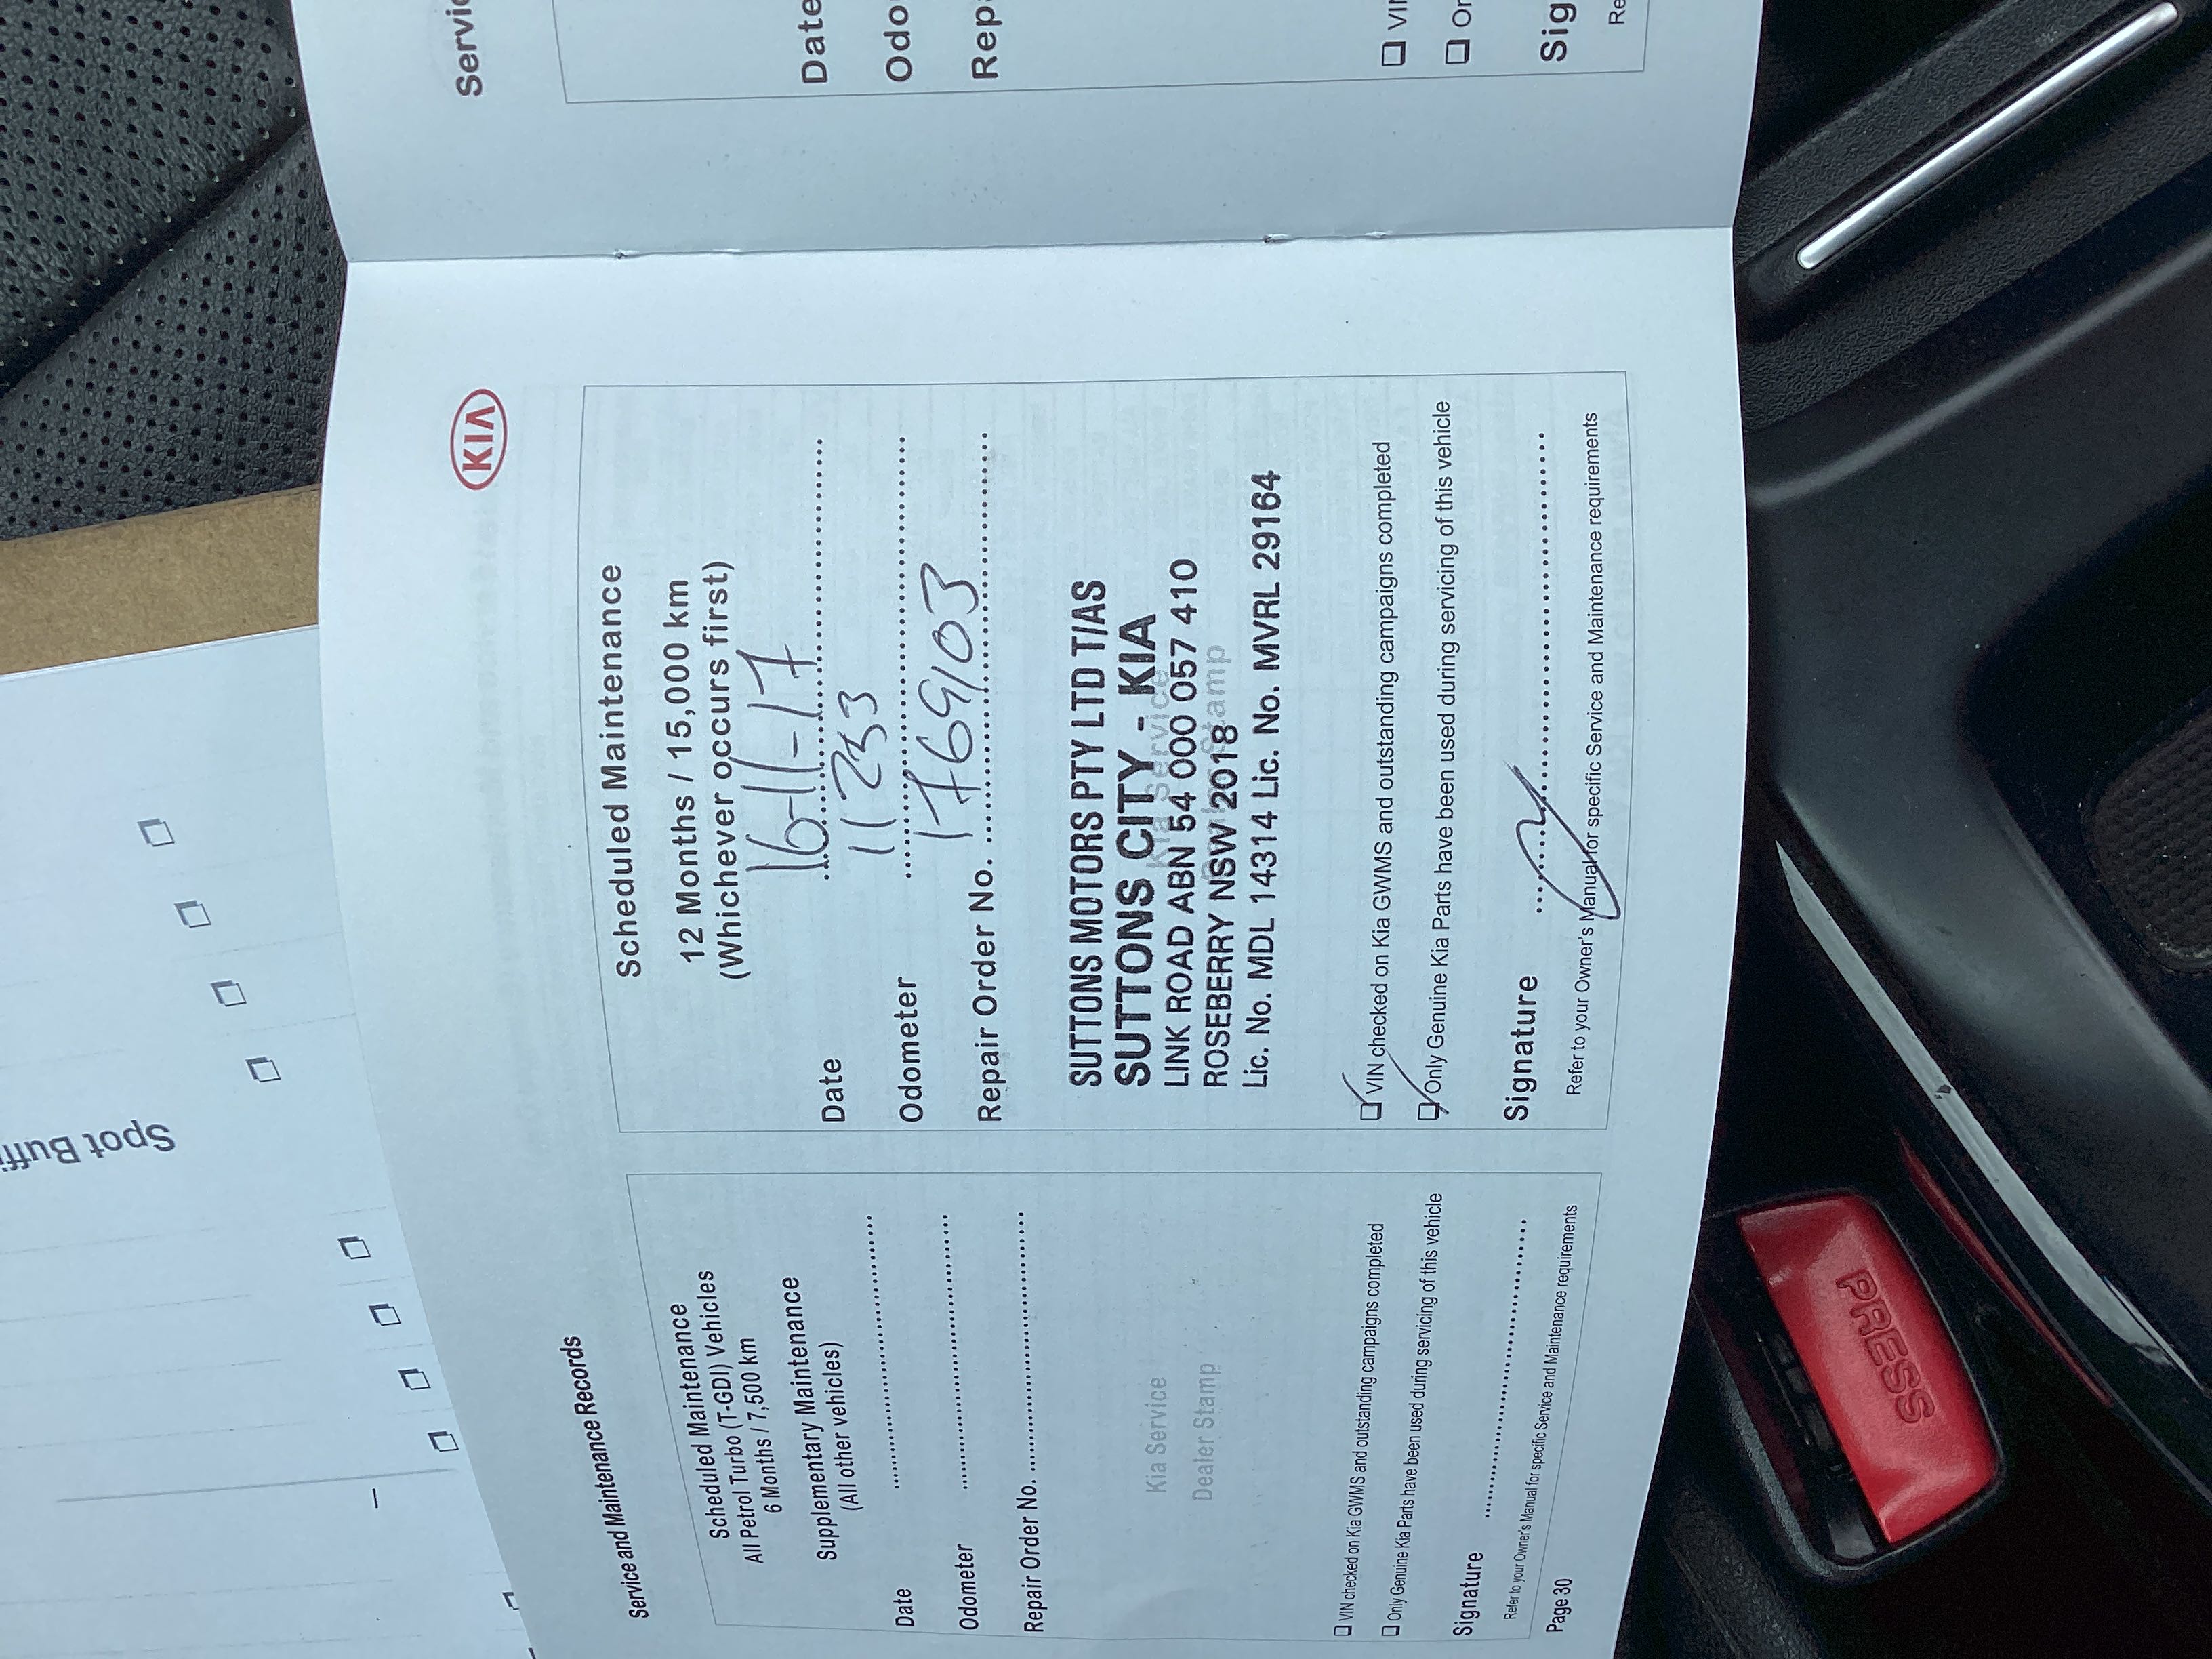 Service and Maintenance Records
KIA
Scheduled Maintenance
All Petrol Turbo (T-GDI) Vehicles
6 Months / 7,500 km
Supplementary Maintenance
(All other vehicles)
Date
Odometer
Repair Order No.
Kia Service
Dealer Stamp
❑ VIN checked on Kia GWMS and outstanding campaigns completed
❑ Only Genuine Kia Parts have been used during servicing of this vehicle
Signature
Refer to your Owner's Manual for specific Service and Maintenance requirements
Page 30
Scheduled Maintenance
12 Months / 15,000 km
(Whichever occurs first)
Date 16-11-17
Odometer 11233
Repair Order No. 1769103
Kia Service
Dealer Stamp
SUTTONS MOTORS PTY LTD T/AS
SUTTONS CITY - KIA
LINK ROAD ABN 54 000 057 410
ROSEBERRY NSW 2018
Lic. No. MDL 14314 Lic. No. MVRL 29164
❑ VIN checked on Kia GWMS and outstanding campaigns completed
❑ Only Genuine Kia Parts have been used during servicing of this vehicle
Signature
Refer to your Owner's Manual for specific Service and Maintenance requirements
Date
Spot
PRESS